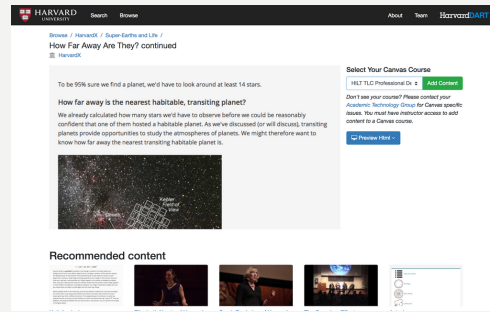 HARVARD
UNIVERSITY
Search
Browse
About
Team
HarvardDART
Browse / HarvardX / Super-Earths and Life /
How Far Away Are They? continued
HarvardX
To be 95% sure we find a planet, we'd have to look around at least 14 stars.
How far away is the nearest habitable, transiting planet?
We already calculated how many stars we'd have to observe before we could be reasonably
confident that one of them hosted a habitable planet. As we've discussed (or will discuss), transiting
planets provide opportunities to study the atmospheres of planets. We might therefore want to
know how far away the nearest transiting habitable planet is.
Kepler
Field of
View
Select Your Canvas Course
HILT TLC Professional De
Add Content
Don't see your course? Please contact your
Academic Technology Group for Canvas specific
issues. You must have instructor access to add
content to a Canvas course.
Preview Html –
Recommended content